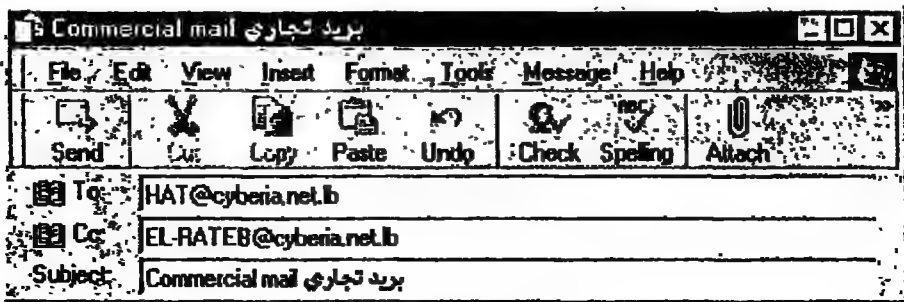 Commercial mail بريد تجاري
File Edit View Insert Format Tools Message Help
Send Cut Copy Paste Undo Check Spelling Attach
To: HAT@cyberia.net.lb
Cc: EL-RATEB@cyberia.net.lb
Subject: Commercial mail بريد تجاري